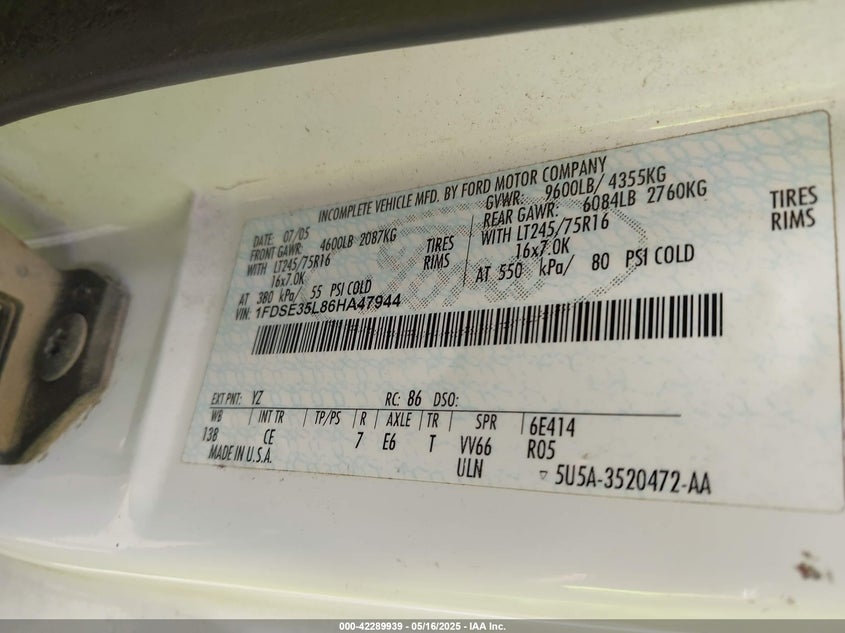 INCOMPLETE VEHICLE MFD. BY FORD MOTOR COMPANY
DATE: 07/05 GVWR: 9600LB/ 4355KG
FRONT GAWR: 4600LB 2087KG REAR GAWR: 6084LB 2760KG
WITH LT245/75R16 TIRES WITH LT245/75R16 TIRES
16x7.0K RIMS 16x7.0K RIMS
AT 380 kPa/ 55 PSI COLD AT 550 kPa/ 80 PSI COLD
VIN: 1FDSE35L86HA47944
EXT PNT: YZ RC: 86 DSO:
WB INT TR TP/PS R AXLE TR SPR 6E414
138 CE 7 E6 T VV66 R05
MADE IN U.S.A. ULN ▽ 5U5A-3520472-AA
000-42289939 - 05/16/2025 - IAA Inc.